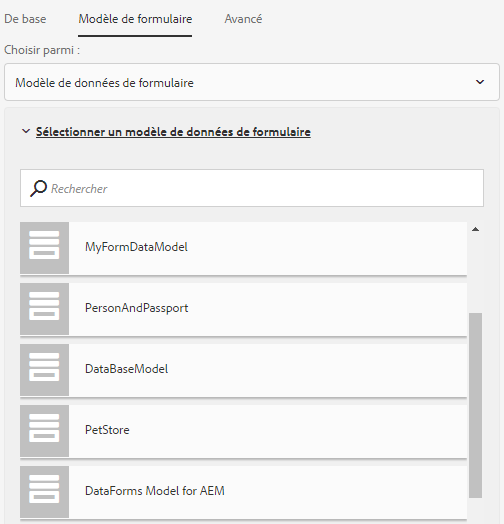 De base Modèle de formulaire Avancé
Choisir parmi :
Modèle de données de formulaire
Sélectionner un modèle de données de formulaire
Rechercher
MyFormDataModel
PersonAndPassport
DataBaseModel
PetStore
DataForms Model for AEM